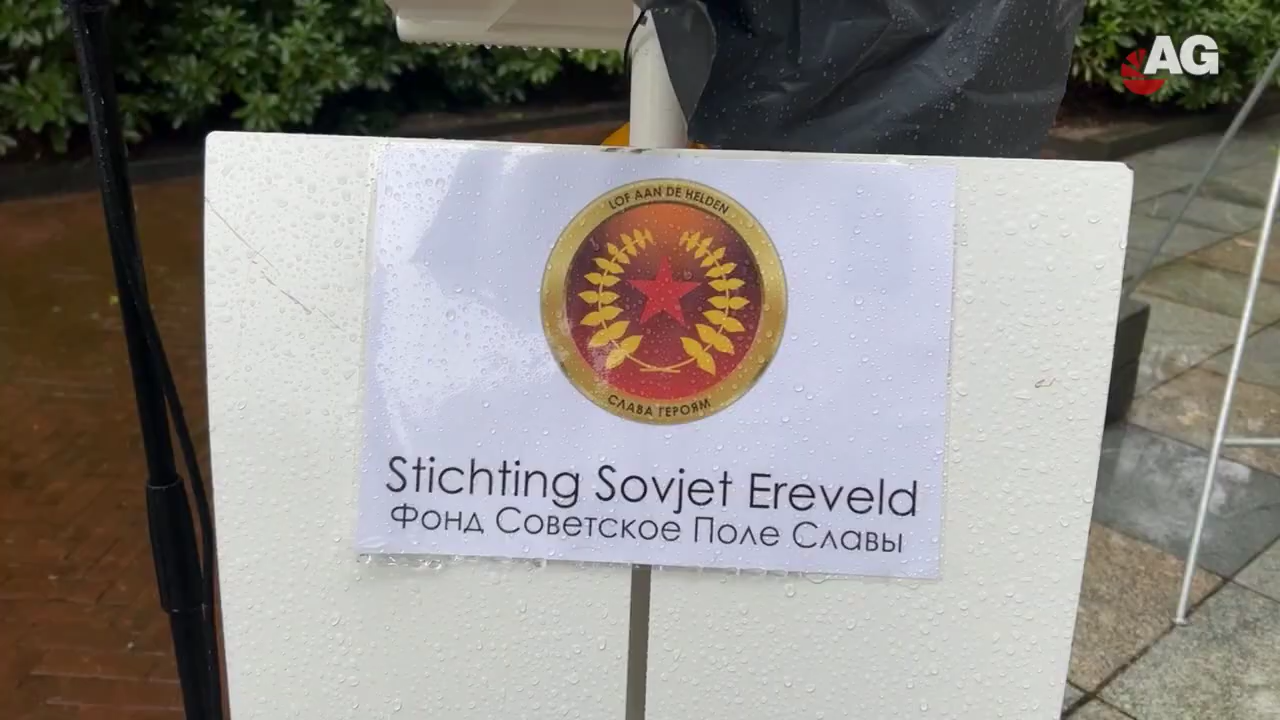 AG
LOF AAN DE HELDEN
СЛАВА ГЕРОЯМ
Stichting Sovjet Ereveld
Фонд Советское Поле Славы